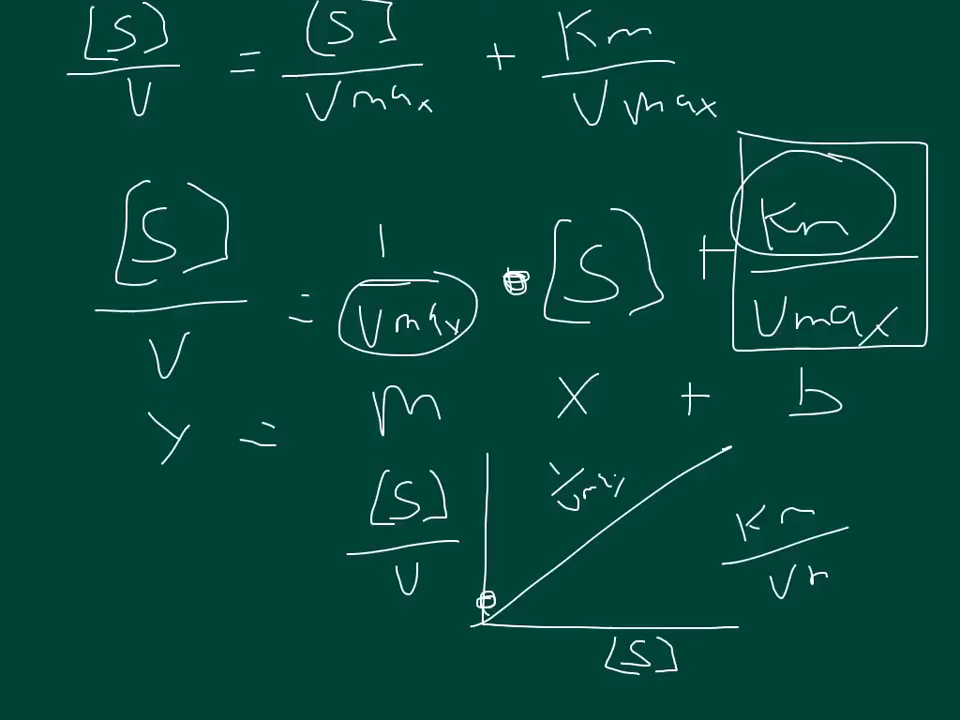 [S]/V = [S]/Vmax + Km/Vmax
[S]/V = 1/Vmax • [S] + Km/Vmax
y = m x + b
1/Vmax
[S]/V
Km/Vm
[S]